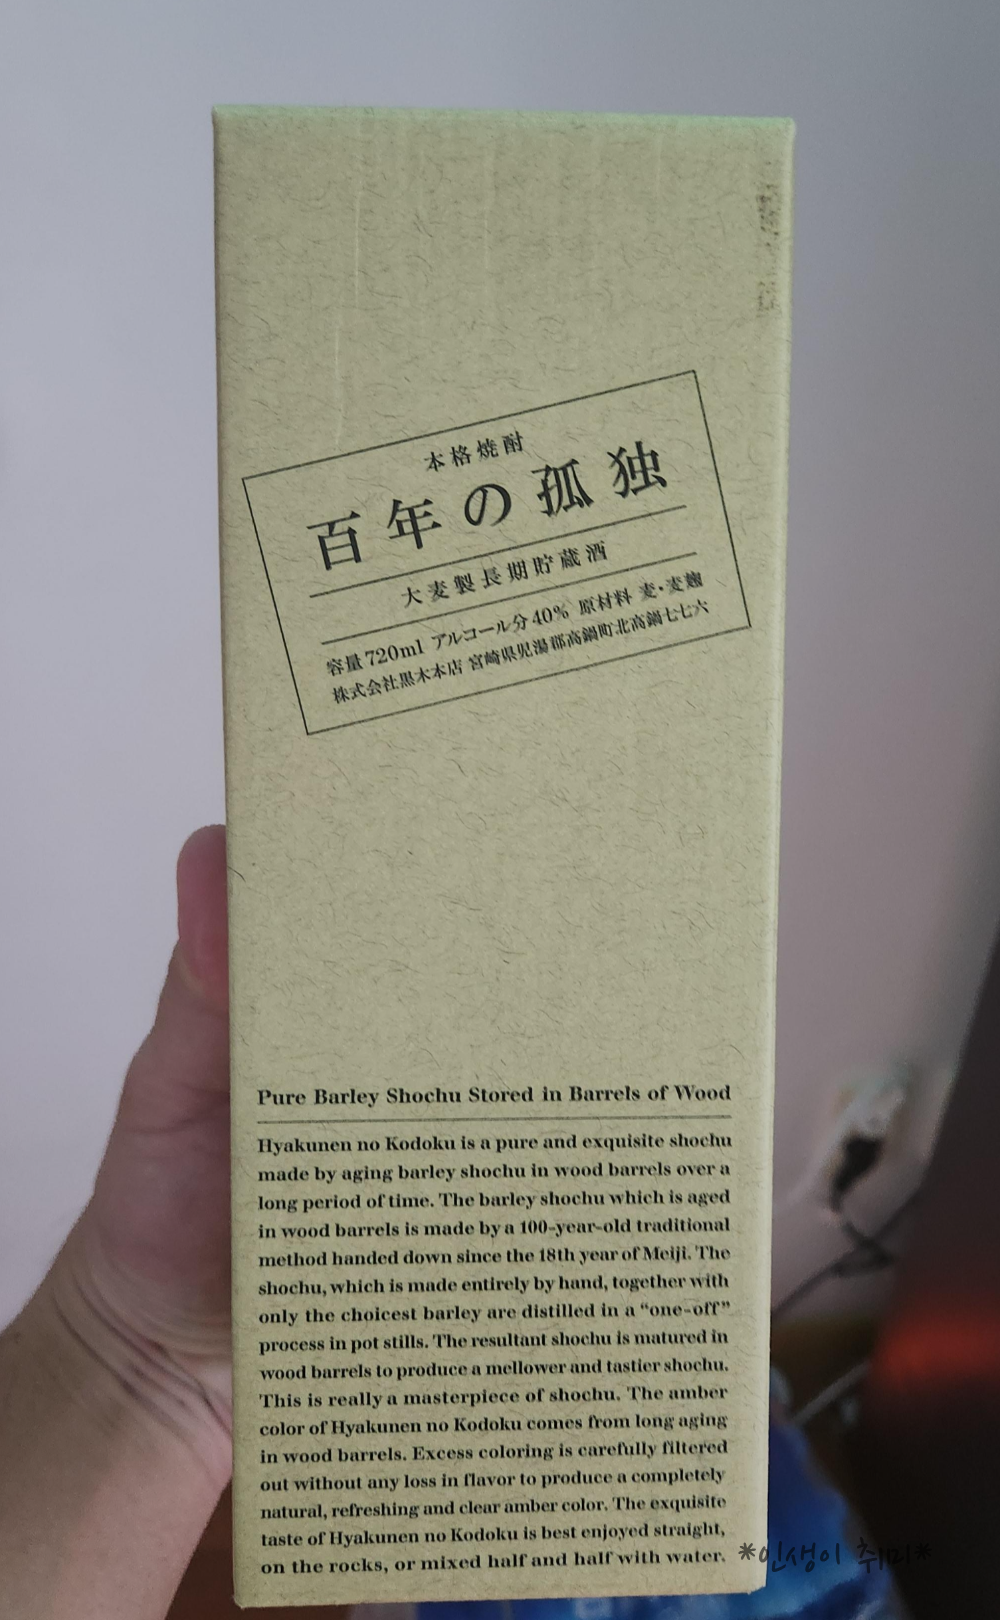 本格焼酎
百年の孤独
大麦製長期貯蔵酒
容量720ml アルコール分40% 原材料 麦・麦麹
株式会社黒木本店 宮崎県児湯郡高鍋町北高鍋七七六
Pure Barley Shochu Stored in Barrels of Wood
Hyakunen no Kodoku is a pure and exquisite shochu
made by aging barley shochu in wood barrels over a
long period of time. The barley shochu which is aged
in wood barrels is made by a 100-year-old traditional
method handed down since the 18th year of Meiji. The
shochu, which is made entirely by hand, together with
only the choicest barley are distilled in a “one-off”
process in pot stills. The resultant shochu is matured in
wood barrels to produce a mellower and tastier shochu.
This is really a masterpiece of shochu. The amber
color of Hyakunen no Kodoku comes from long aging
in wood barrels. Excess coloring is carefully filtered
out without any loss in flavor to produce a completely
natural, refreshing and clear amber color. The exquisite
taste of Hyakunen no Kodoku is best enjoyed straight,
on the rocks, or mixed half and half with water.
*인생이 취미*